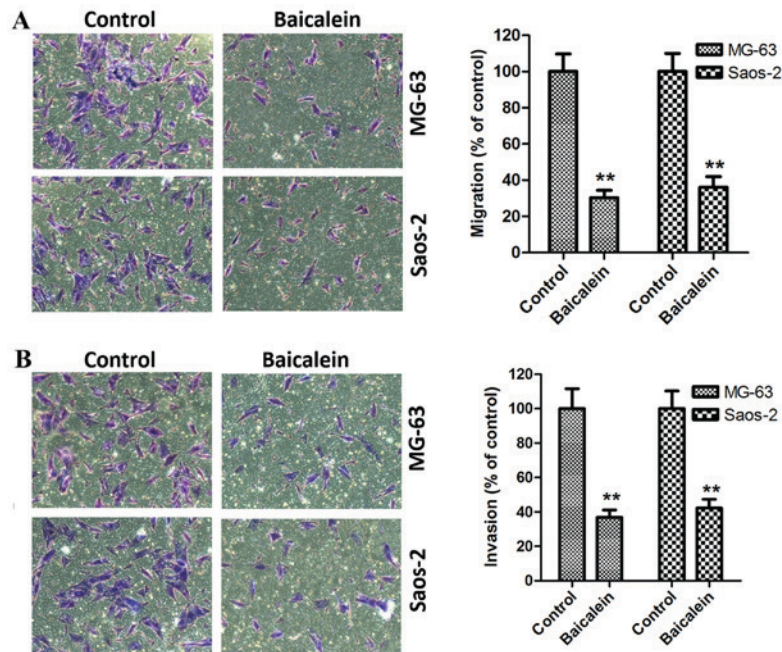 A
Control
Baicalein
MG-63
Saos-2
Migration (% of control)
120
100
80
60
40
20
0
**
**
MG-63
Saos-2
Control
Baicalein
Control
Baicalein
B
Control
Baicalein
MG-63
Saos-2
Invasion (% of control)
120
100
80
60
40
20
0
**
**
MG-63
Saos-2
Control
Baicalein
Control
Baicalein